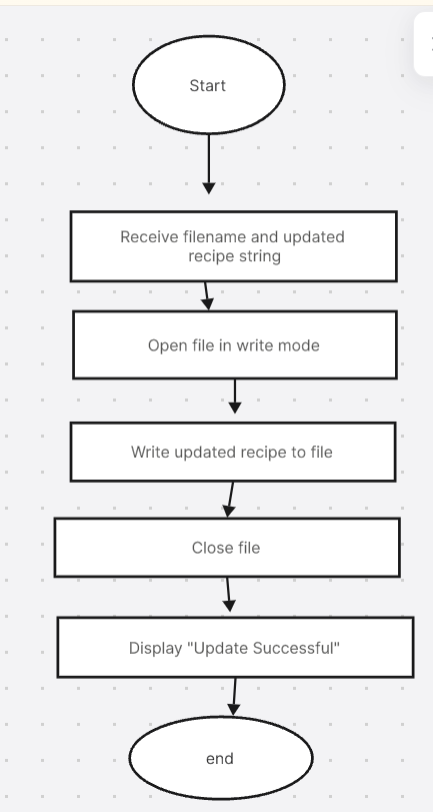 Start
Receive filename and updated
recipe string
Open file in write mode
Write updated recipe to file
Close file
Display "Update Successful"
end